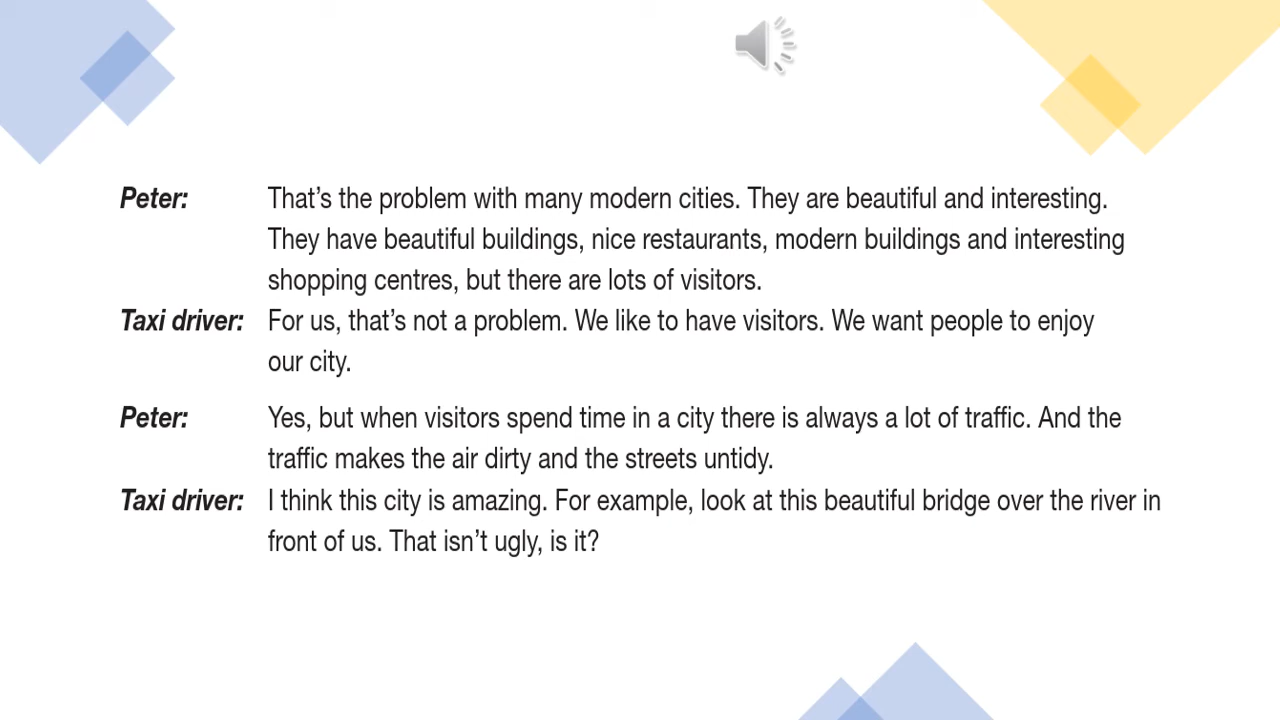 Peter: That's the problem with many modern cities. They are beautiful and interesting.
They have beautiful buildings, nice restaurants, modern buildings and interesting
shopping centres, but there are lots of visitors.
Taxi driver: For us, that's not a problem. We like to have visitors. We want people to enjoy
our city.
Peter: Yes, but when visitors spend time in a city there is always a lot of traffic. And the
traffic makes the air dirty and the streets untidy.
Taxi driver: I think this city is amazing. For example, look at this beautiful bridge over the river in
front of us. That isn't ugly, is it?